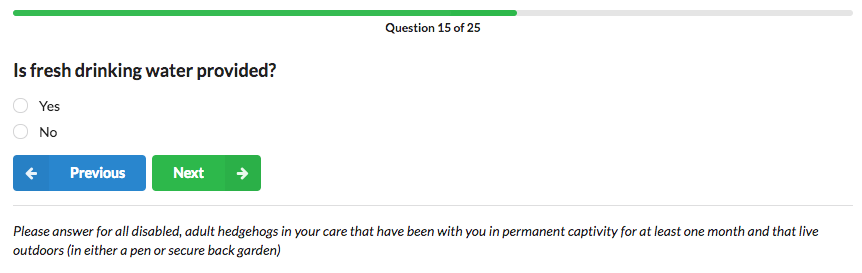 Question 15 of 25
Is fresh drinking water provided?
Yes
No
Previous Next
Please answer for all disabled, adult hedgehogs in your care that have been with you in permanent captivity for at least one month and that live
outdoors (in either a pen or secure back garden)